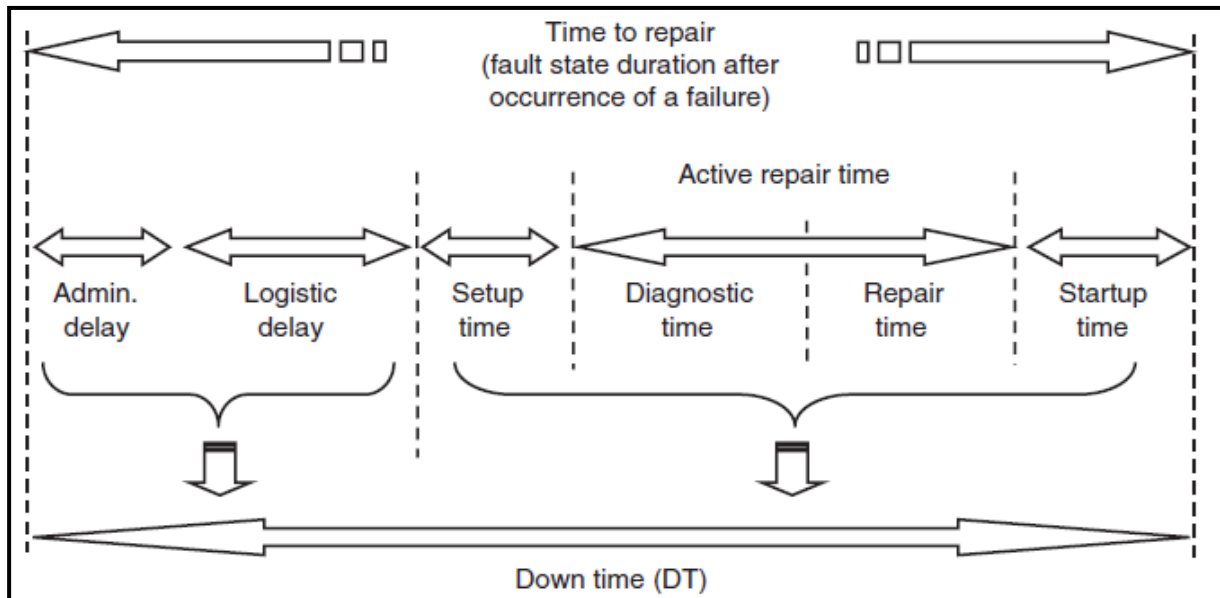 Time to repair
(fault state duration after
occurrence of a failure)
Active repair time
Admin.
delay
Logistic
delay
Setup
time
Diagnostic
time
Repair
time
Startup
time
Down time (DT)